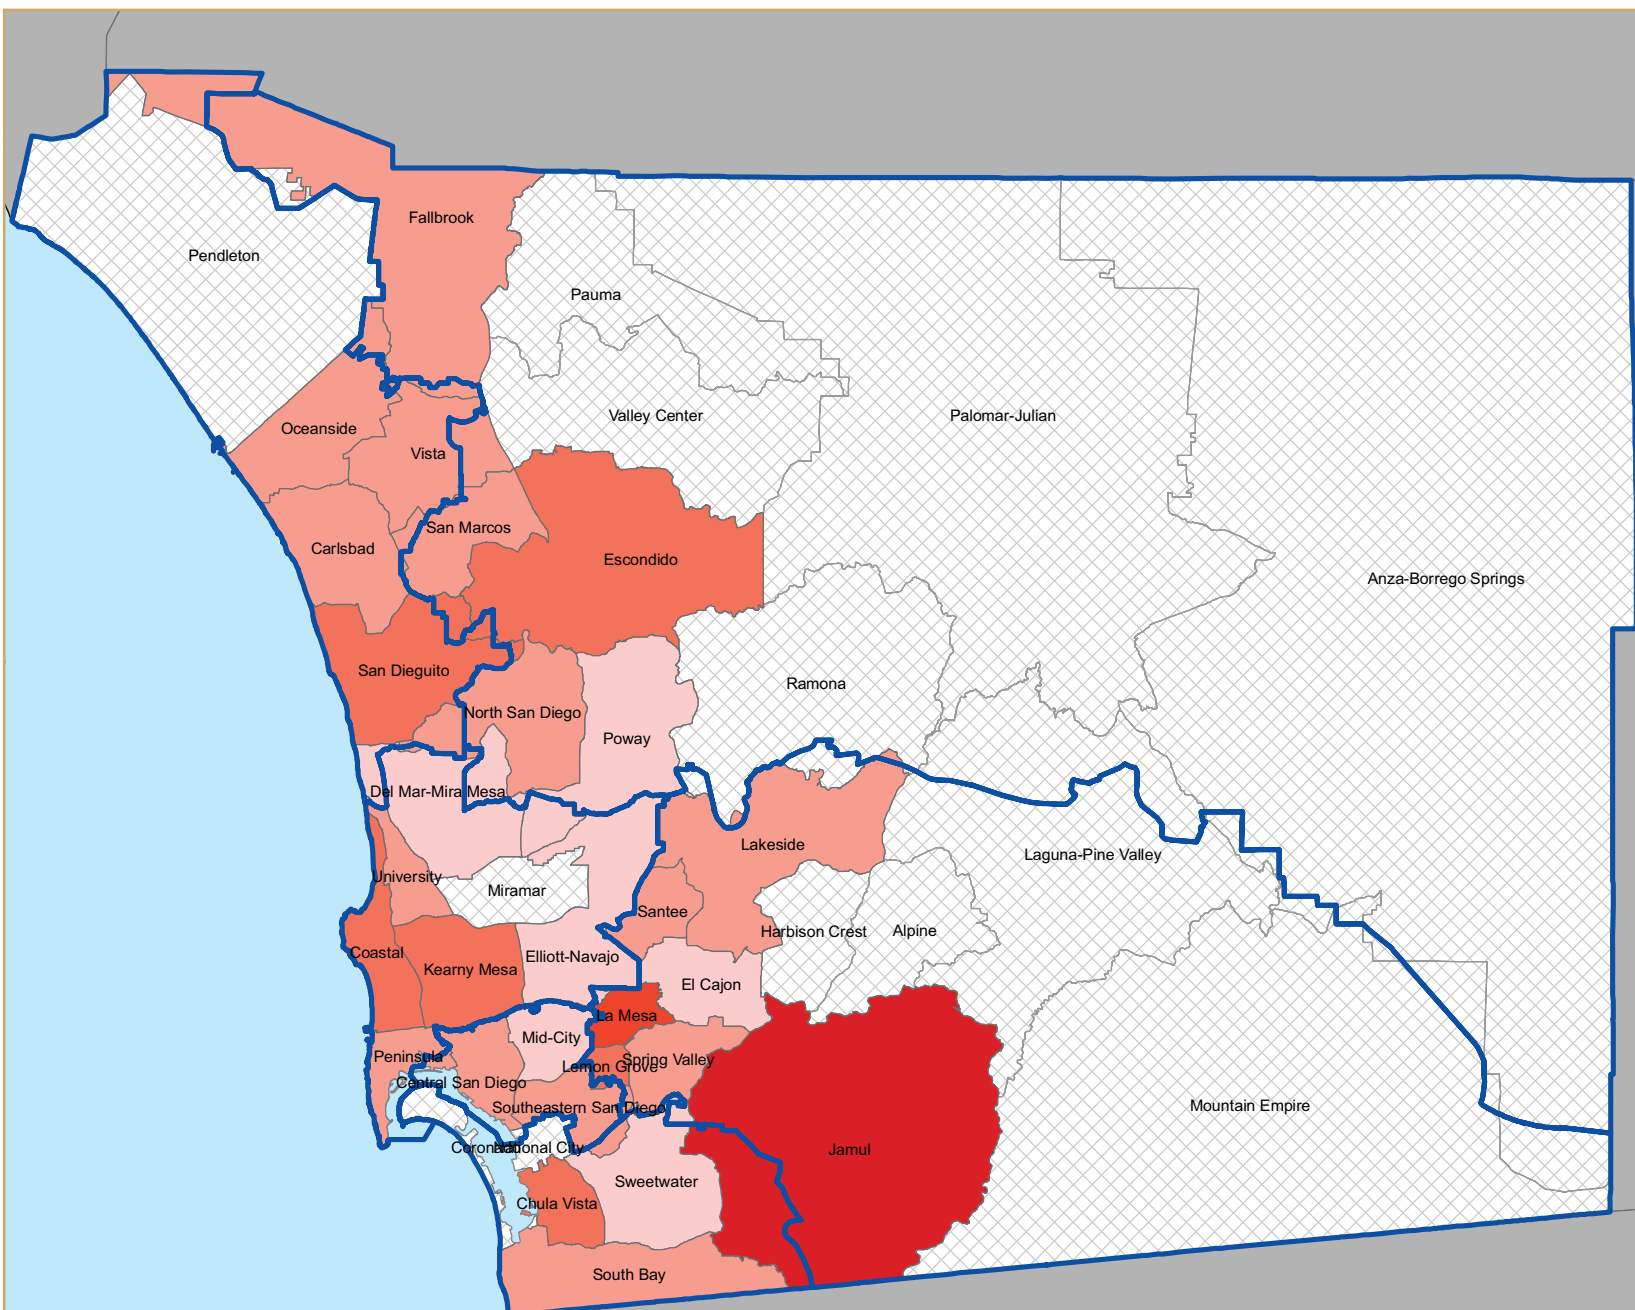 Fallbrook
Pendleton
Pauma
Valley Center
Palomar-Julian
Oceanside
Vista
San Marcos
Carlsbad
Escondido
Anza-Borrego Springs
San Dieguito
Ramona
North San Diego
Poway
Del Mar-Mira Mesa
Lakeside
Laguna-Pine Valley
University
Miramar
Santee
Harbison Crest
Alpine
Coastal
Elliott-Navajo
Kearny Mesa
El Cajon
La Mesa
Mid-City
Peninsula
Lemon Grove
Spring Valley
Central San Diego
Southeastern San Diego
Mountain Empire
Coronado
National City
Jamul
Sweetwater
Chula Vista
South Bay